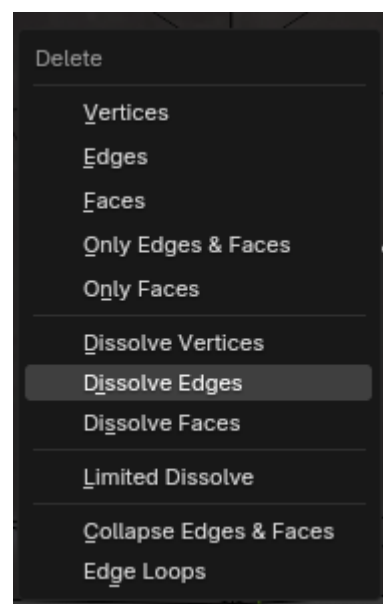 Delete
Vertices
Edges
Faces
Only Edges & Faces
Only Faces
Dissolve Vertices
Dissolve Edges
Dissolve Faces
Limited Dissolve
Collapse Edges & Faces
Edge Loops